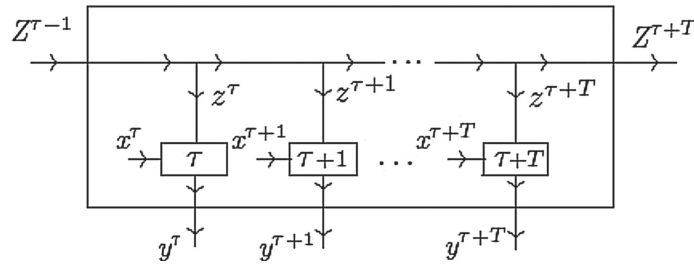 Z^{τ−1} Z^{τ+T}
···
z^τ z^{τ+1} z^{τ+T}
x^τ τ x^{τ+1} τ+1 ··· x^{τ+T} τ+T
y^τ y^{τ+1} y^{τ+T}